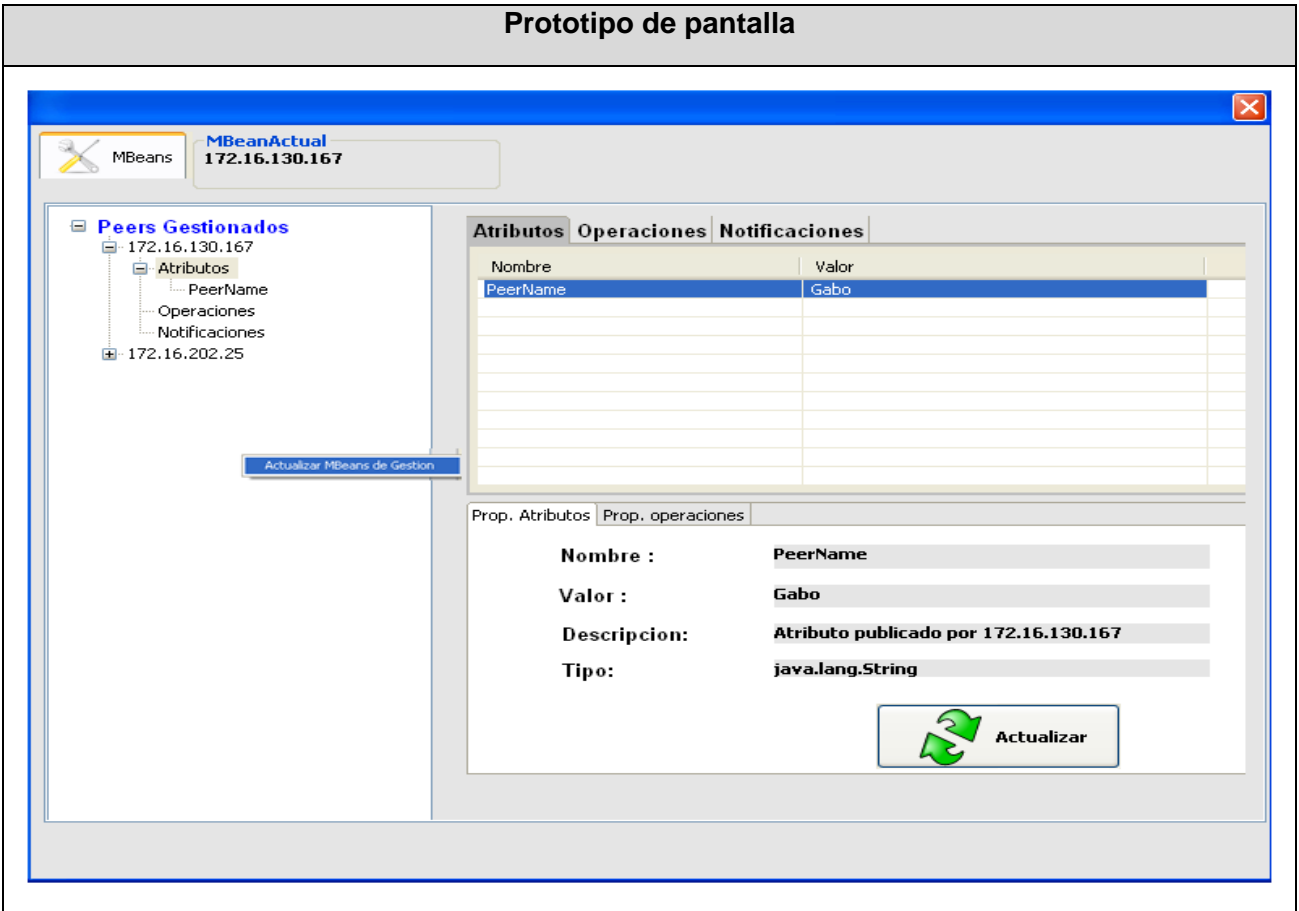 Prototipo de pantalla
MBeans
MBeanActual
172.16.130.167
Peers Gestionados
172.16.130.167
Atributos
PeerName
Operaciones
Notificaciones
172.16.202.25
Actualizar MBeans de Gestion
Atributos Operaciones Notificaciones
Nombre Valor
PeerName Gabo
Prop. Atributos Prop. operaciones
Nombre : PeerName
Valor : Gabo
Descripcion: Atributo publicado por 172.16.130.167
Tipo: java.lang.String
Actualizar